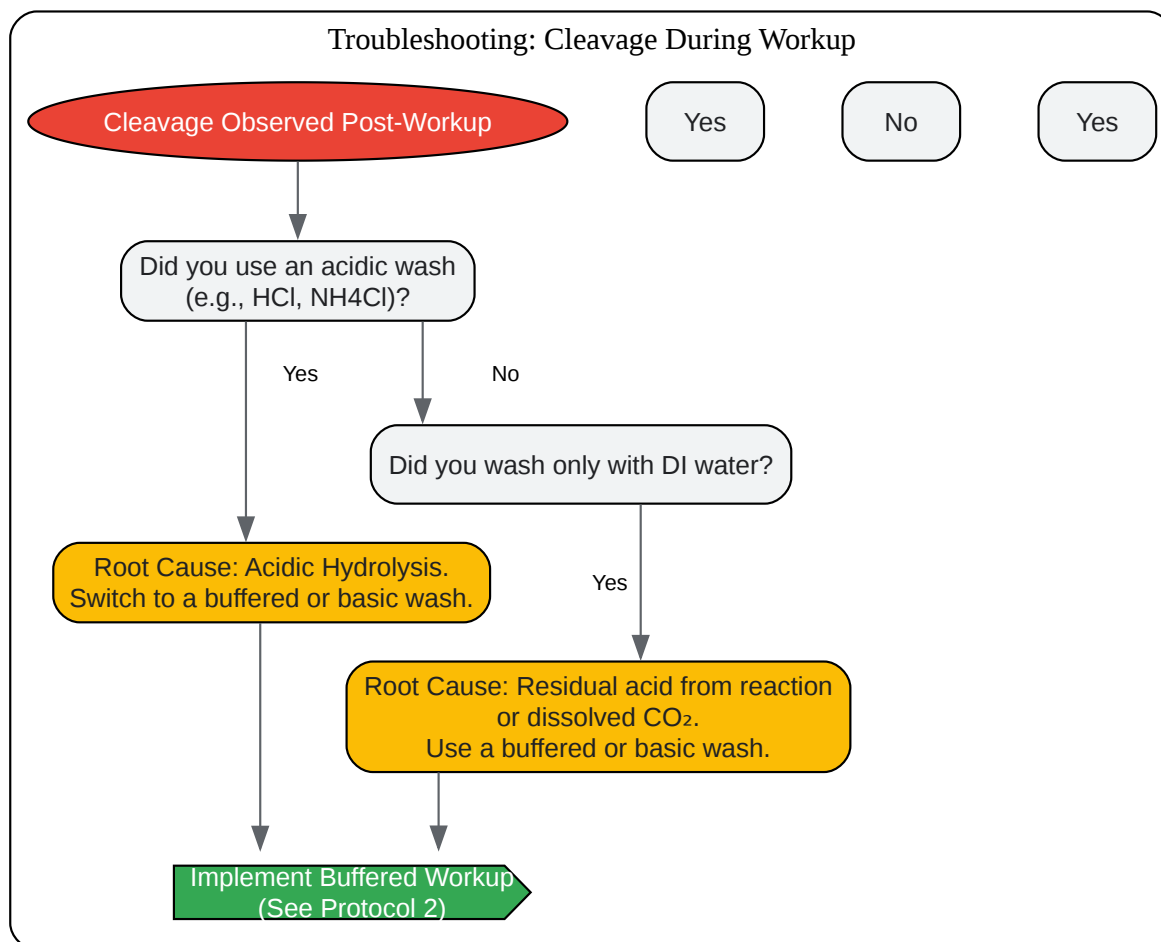 Troubleshooting: Cleavage During Workup
Cleavage Observed Post-Workup
Yes
No
Yes
Did you use an acidic wash
(e.g., HCl, NH4Cl)?
Yes
No
Did you wash only with DI water?
Root Cause: Acidic Hydrolysis.
Switch to a buffered or basic wash.
Yes
Root Cause: Residual acid from reaction
or dissolved CO₂.
Use a buffered or basic wash.
Implement Buffered Workup
(See Protocol 2)